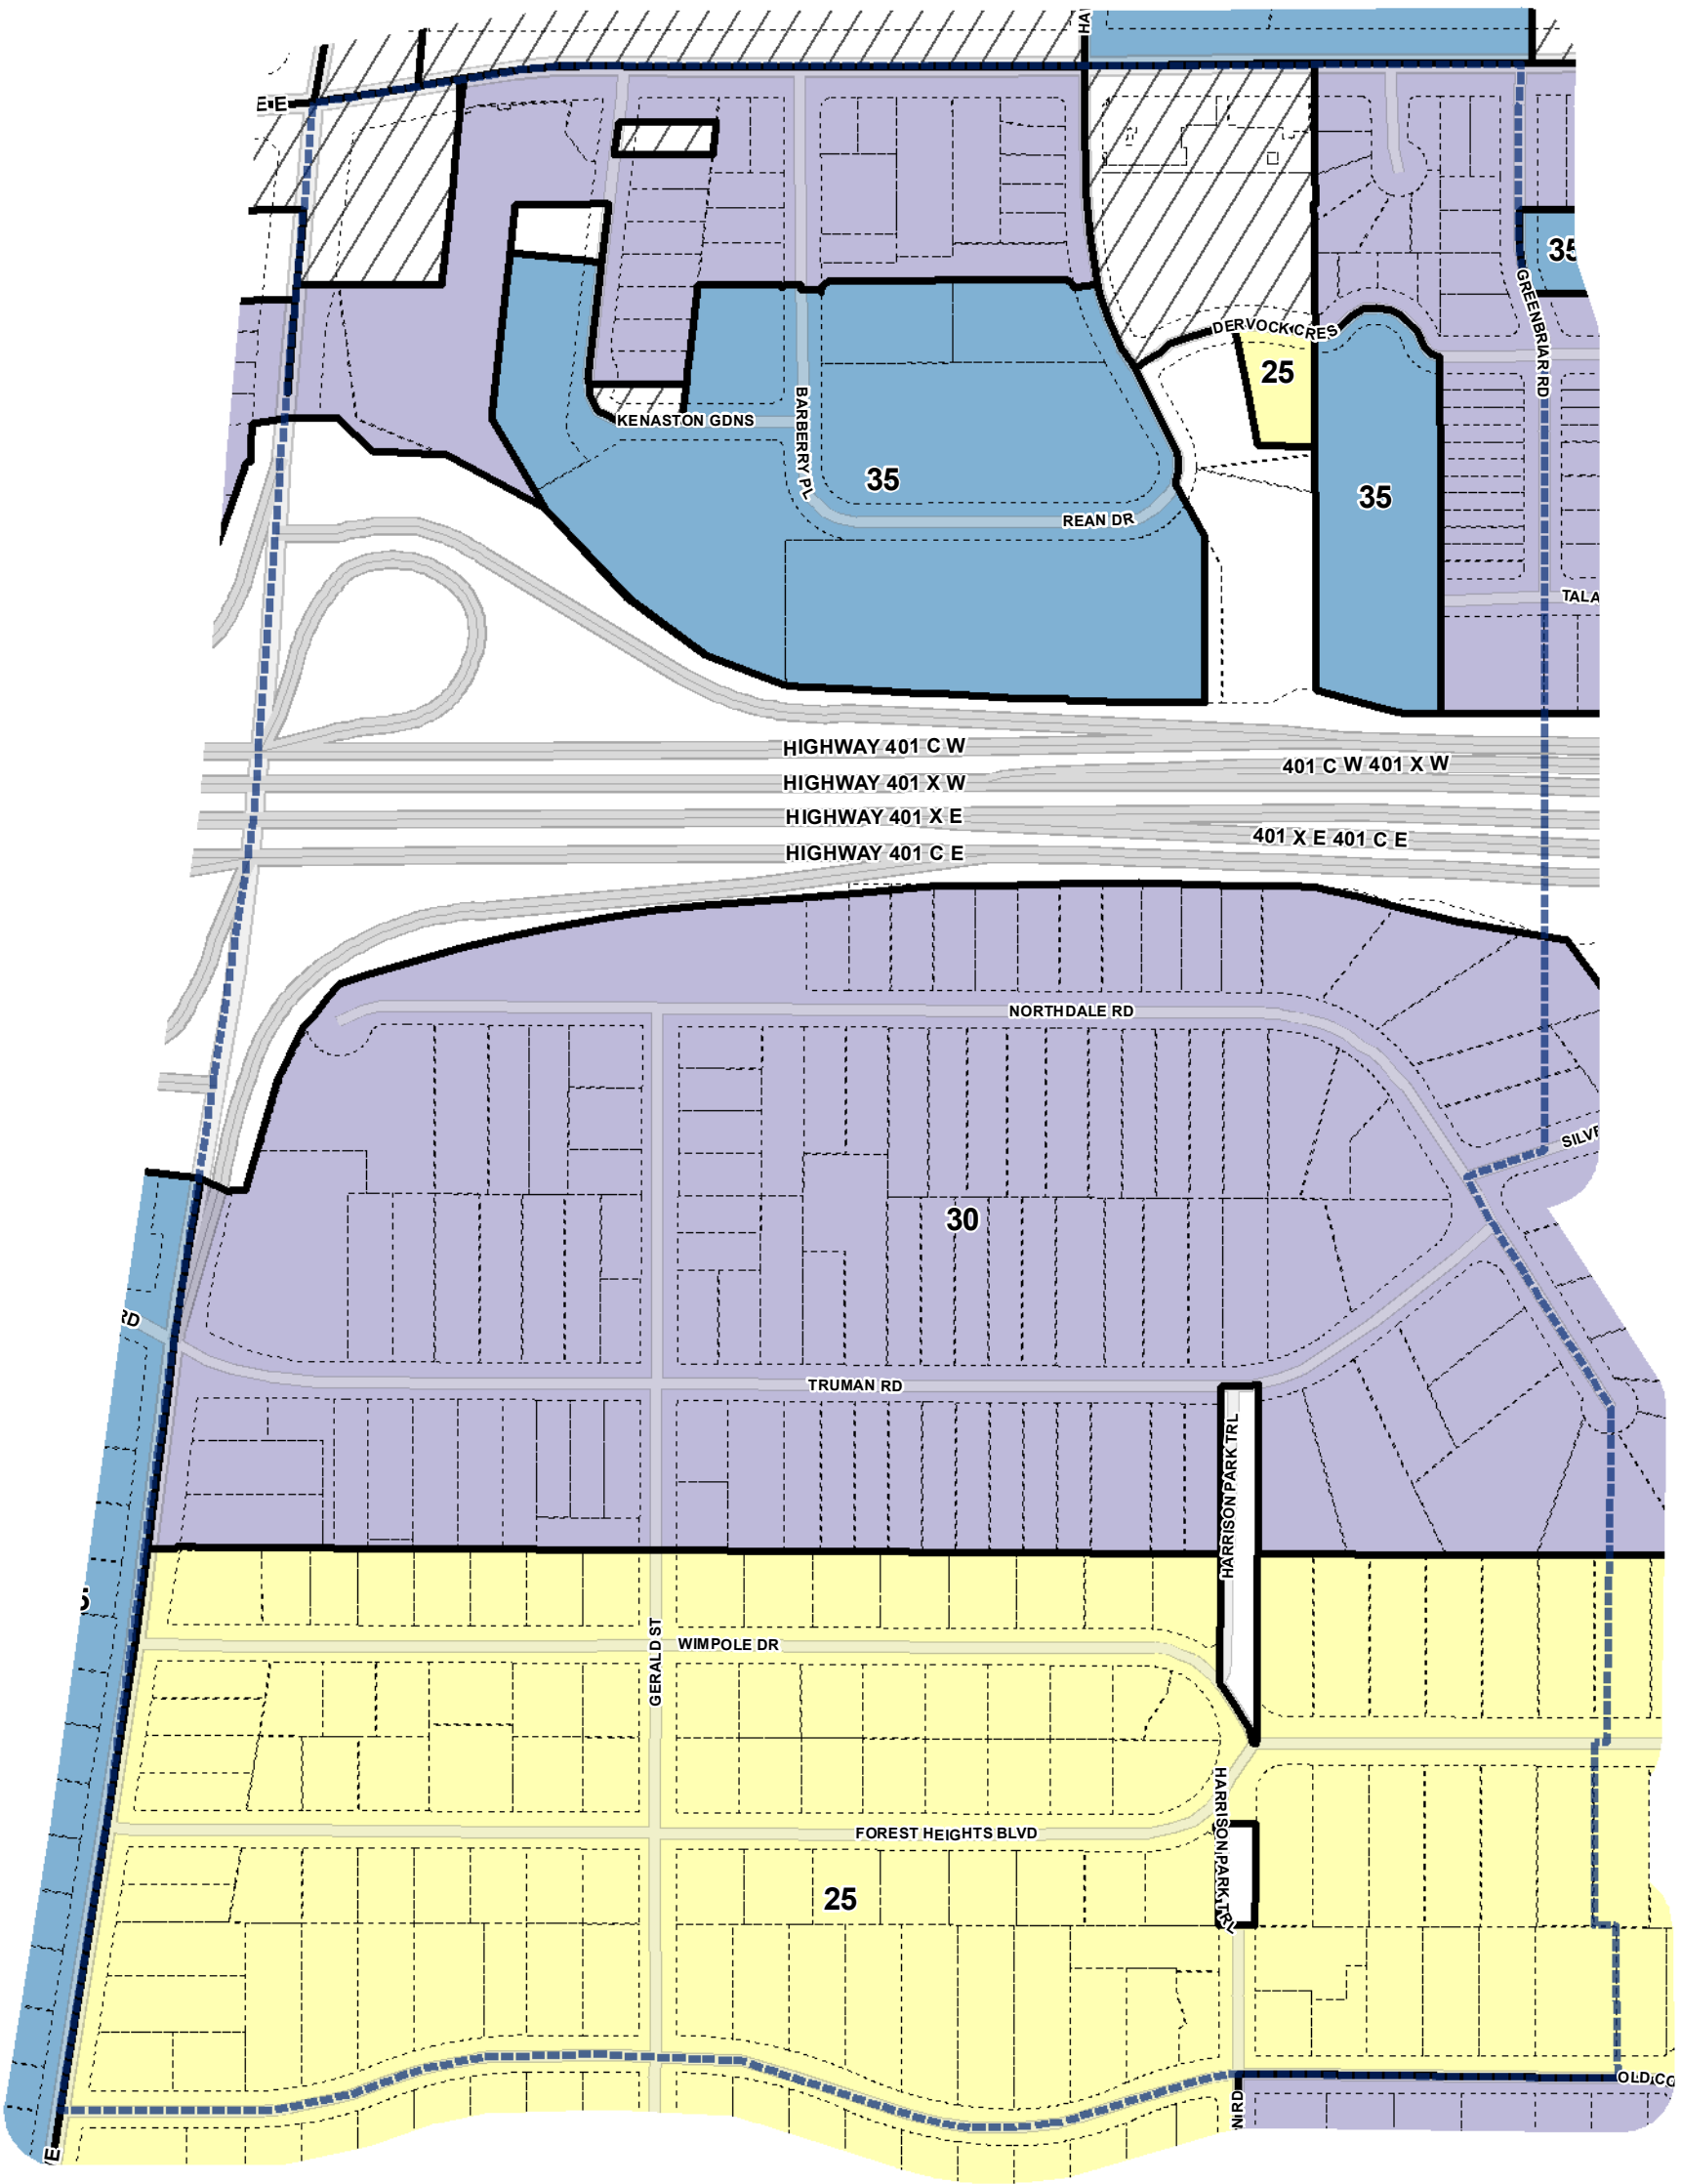 HA
E E
35
GREENBRIAR RD
DERVOCK CRES
25
KENASTON GDNS
BARBERRY PL
35
35
REAN DR
TALA
HIGHWAY 401 C W
401 C W 401 X W
HIGHWAY 401 X W
HIGHWAY 401 X E
401 X E 401 C E
HIGHWAY 401 C E
NORTHDALE RD
SILVE
30
RD
TRUMAN RD
HARRISON PARK TRL
GERALD ST
WIMPOLE DR
HARRISON PARK TRL
FOREST HEIGHTS BLVD
25
OLD CO
N RD
E